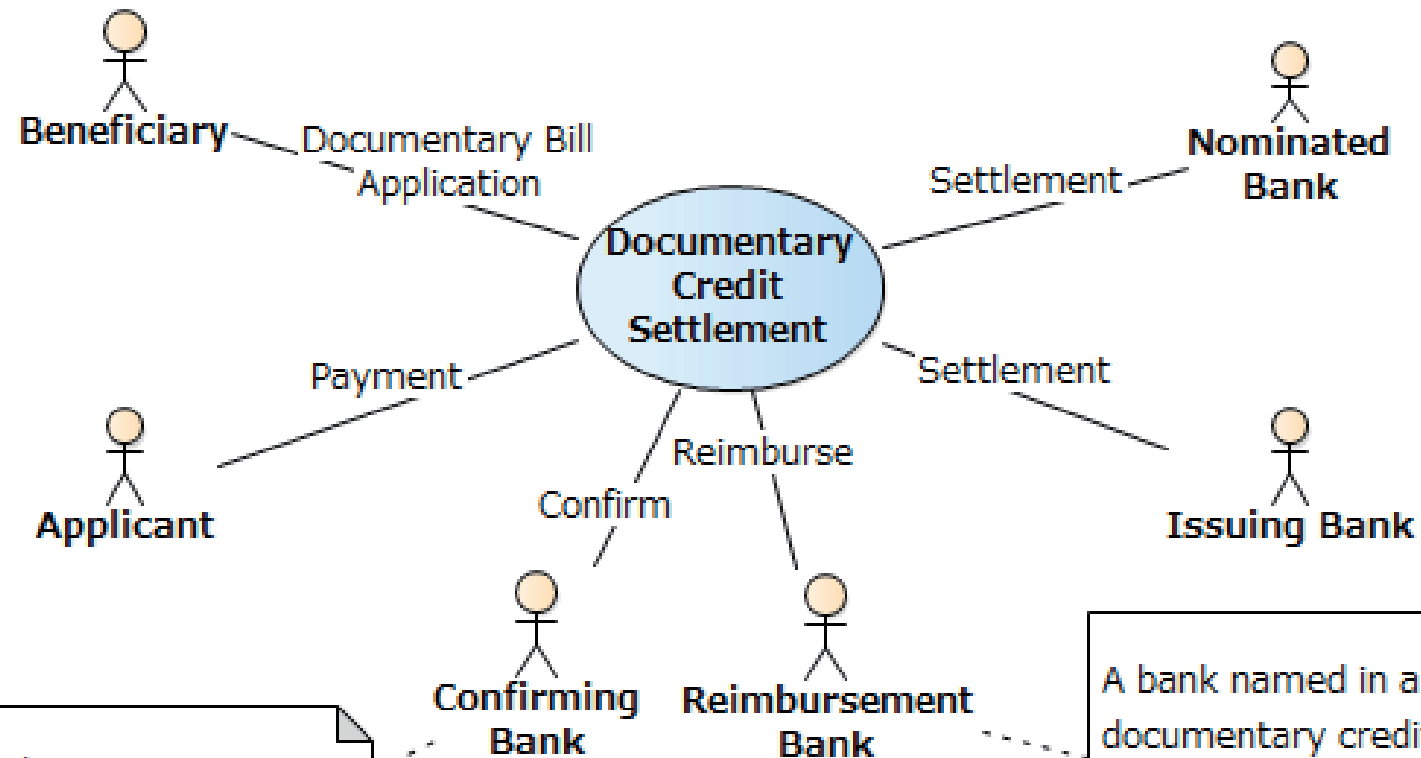 Beneficiary
Documentary Bill
Application
Nominated
Bank
Settlement
Documentary
Credit
Settlement
Payment
Settlement
Applicant
Reimburse
Confirm
Issuing Bank
Confirming
Bank
Reimbursement
Bank
A bank named in a
documentary credi